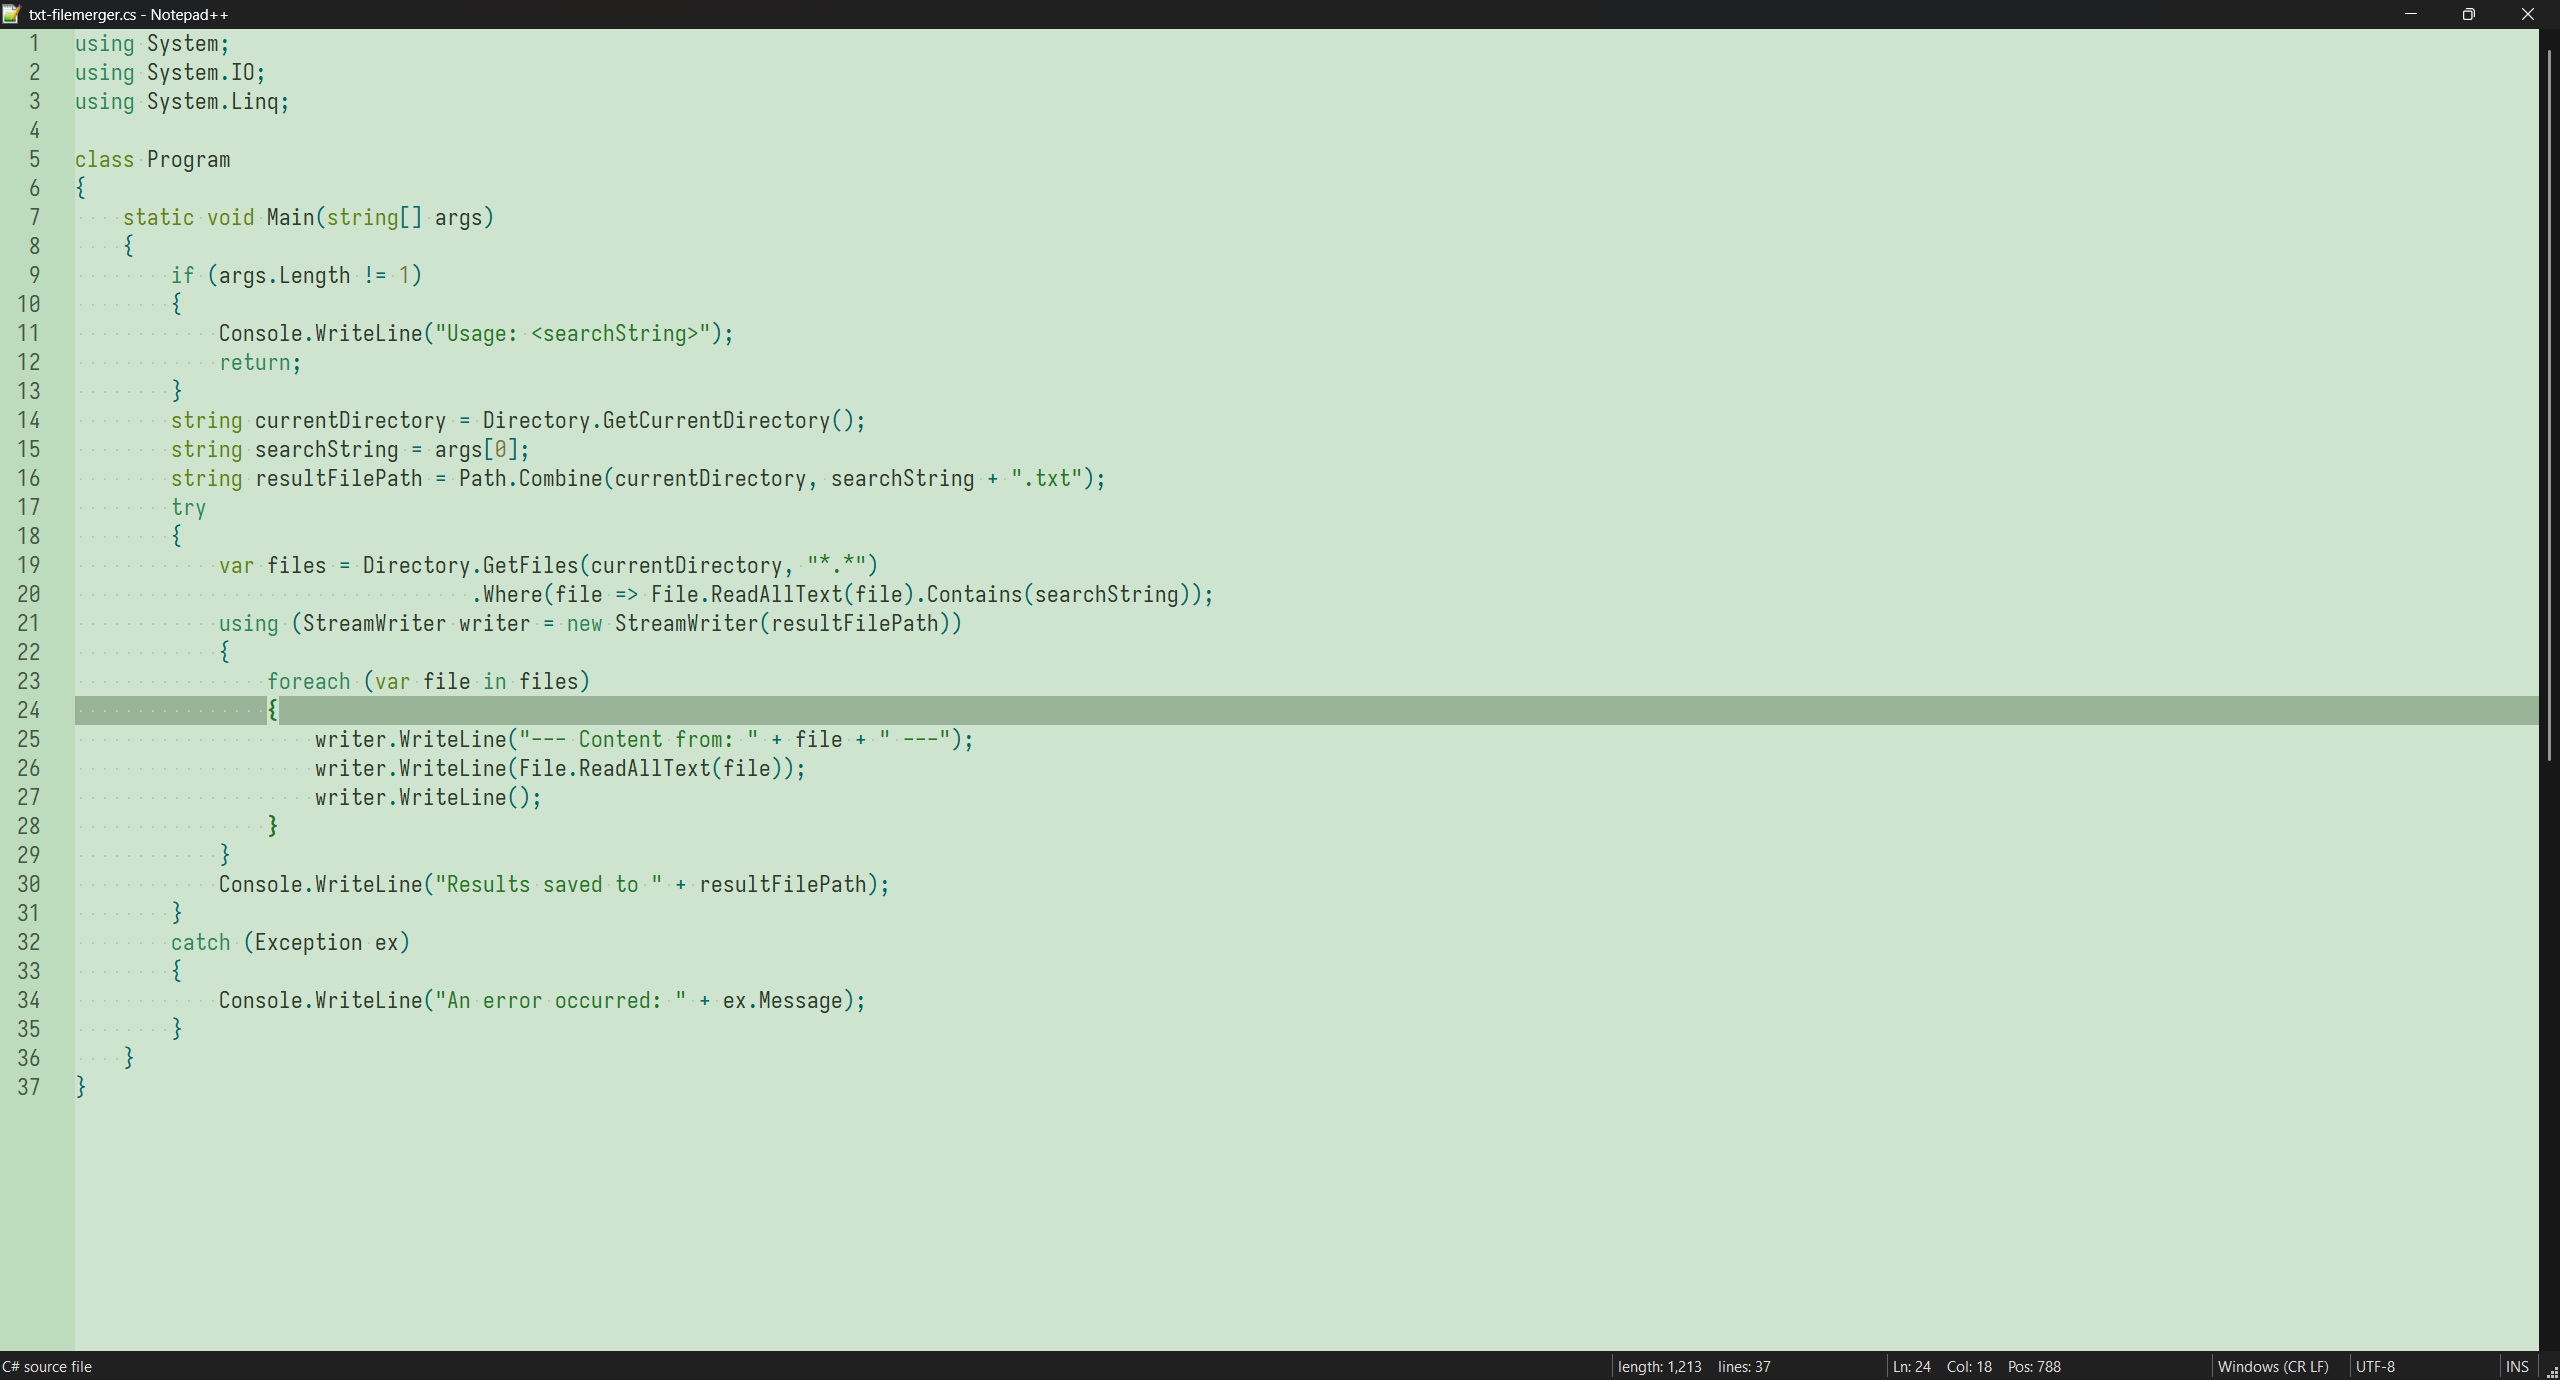 txt-filemerger.cs - Notepad++
1 using System;
2 using System.IO;
3 using System.Linq;
4
5 class Program
6 {
7     static void Main(string[] args)
8     {
9         if (args.Length != 1)
10         {
11             Console.WriteLine("Usage: <searchString>");
12             return;
13         }
14         string currentDirectory = Directory.GetCurrentDirectory();
15         string searchString = args[0];
16         string resultFilePath = Path.Combine(currentDirectory, searchString + ".txt");
17         try
18         {
19             var files = Directory.GetFiles(currentDirectory, "*.*")
20                                  .Where(file => File.ReadAllText(file).Contains(searchString));
21             using (StreamWriter writer = new StreamWriter(resultFilePath))
22             {
23                 foreach (var file in files)
24                 {
25                     writer.WriteLine("--- Content from: " + file + " ---");
26                     writer.WriteLine(File.ReadAllText(file));
27                     writer.WriteLine();
28                 }
29             }
30             Console.WriteLine("Results saved to " + resultFilePath);
31         }
32         catch (Exception ex)
33         {
34             Console.WriteLine("An error occurred: " + ex.Message);
35         }
36     }
37 }
C# source file length: 1,213 lines: 37 Ln: 24 Col: 18 Pos: 788 Windows (CR LF) UTF-8 INS